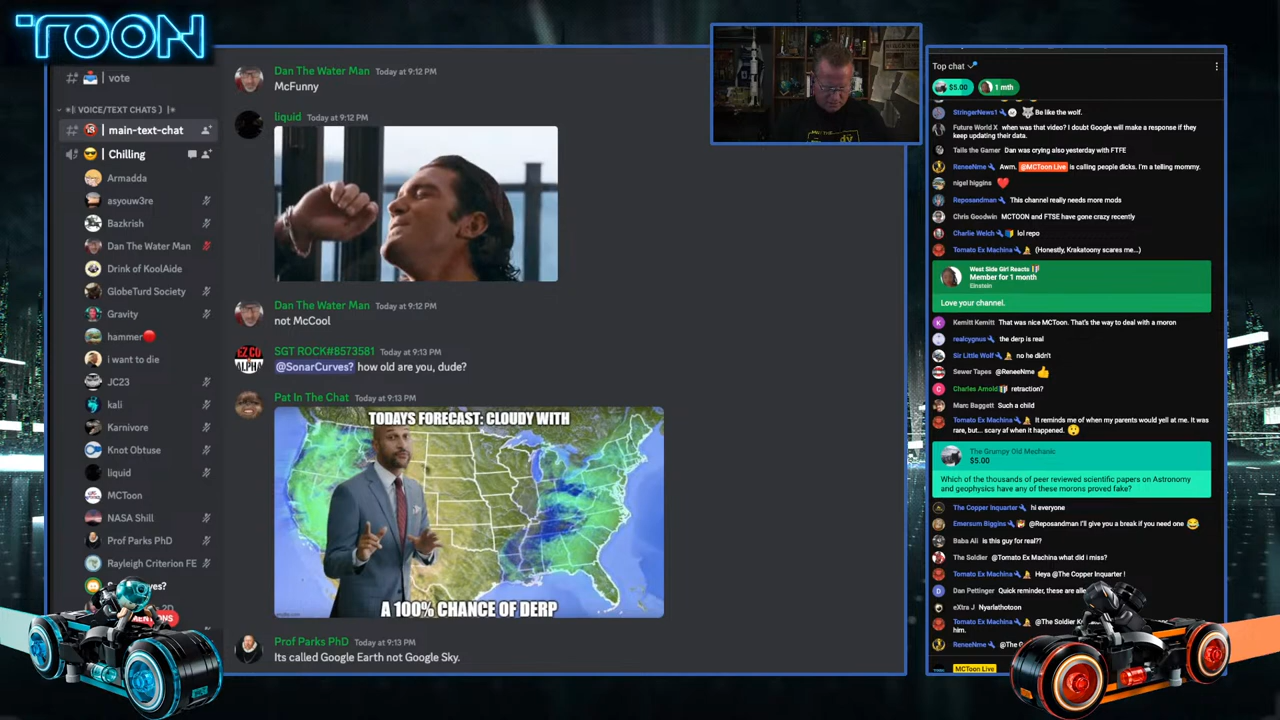 TOON
# vote
*|| VOICE/TEXT CHATS ) |*
# 18 main-text-chat
Chilling
Armadda
asyouw3re
Bazkrish
Dan The Water Man
Drink of KoolAide
GlobeTurd Society
Gravity
hammer
i want to die
JC23
kali
Karnivore
Knot Obtuse
liquid
MCToon
NASA Shill
Prof Parks PhD
Rayleigh Criterion FE
Dan The Water Man Today at 9:12 PM
McFunny
liquid Today at 9:12 PM
Dan The Water Man Today at 9:12 PM
not McCool
SGT ROCK#8573581 Today at 9:13 PM
@SonarCurves? how old are you, dude?
Pat In The Chat Today at 9:13 PM
TODAYS FORECAST: CLOUDY WITH
A 100% CHANCE OF DERP
Prof Parks PhD Today at 9:13 PM
Its called Google Earth not Google Sky.
Top chat
$5.00 1 mth
StringerNews1 Be like the wolf.
Future World X when was that video? I doubt Google will make a response if they
keep updating their data.
Tails the Gamer Dan was crying also yesterday with FTFE
ReneeNme Awm. @MCToon Live is calling people dicks. I'm a telling mommy.
nigel higgins
Reposandman This channel really needs more mods
Chris Goodwin MCTOON and FTSE have gone crazy recently
Charlie Welch lol repo
Tomato Ex Machina (Honestly, Krakatoony scares me...)
West Side Girl Reacts
Member for 1 month
Einstein
Love your channel.
Kemitt Kemitt That was nice MCToon. That's the way to deal with a moron
realcygnus the derp is real
Sir Little Wolf no he didn't
Sewer Tapes @ReneeNme
Charles Arnold retraction?
Marc Baggett Such a child
Tomato Ex Machina It reminds me of when my parents would yell at me. It was
rare, but... scary af when it happened.
The Grumpy Old Mechanic
$5.00
Which of the thousands of peer reviewed scientific papers on Astronomy
and geophysics have any of these morons proved fake?
The Copper Inquarter hi everyone
Emersum Biggins @Reposandman I'll give you a break if you need one
Baba Ali is this guy for real??
The Soldier @Tomato Ex Machina what did i miss?
Tomato Ex Machina Heya @The Copper Inquarter !
Dan Pettinger Quick reminder, these are
eXtra J Nyarlathotoon
Tomato Ex Machina @The Soldier
him.
ReneeNme @The
MCToon Live